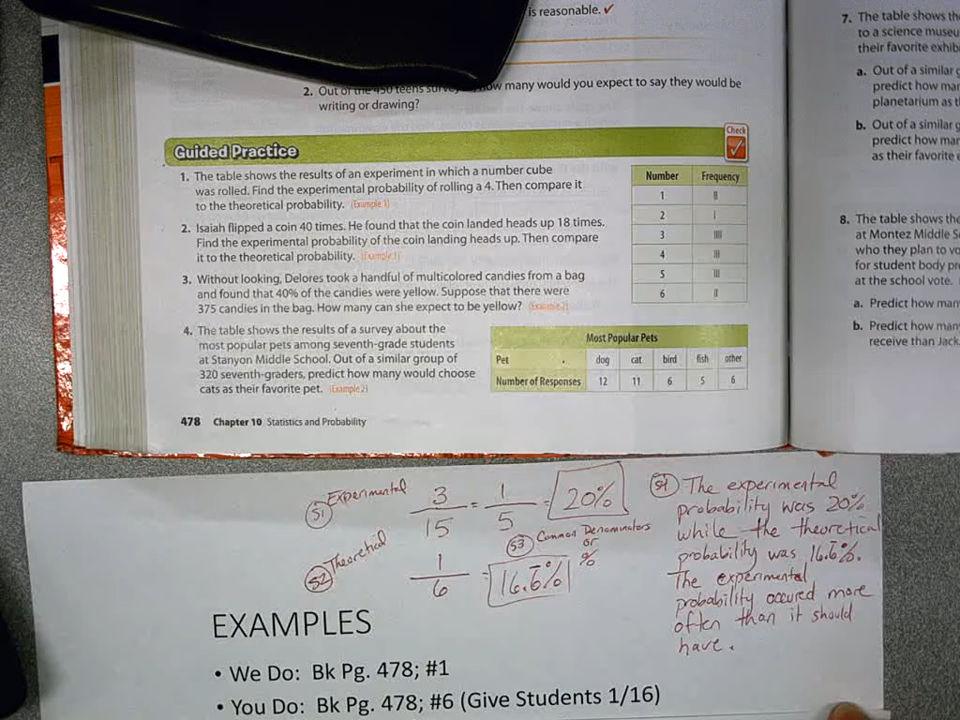 is reasonable. ✓
2. Out of the 450 teens how many would you expect to say they would be
writing or drawing?
Guided Practice
Check
1. The table shows the results of an experiment in which a number cube
was rolled. Find the experimental probability of rolling a 4. Then compare it
to the theoretical probability. (Example 1)
2. Isaiah flipped a coin 40 times. He found that the coin landed heads up 18 times.
Find the experimental probability of the coin landing heads up. Then compare
it to the theoretical probability. (Example 1)
3. Without looking, Delores took a handful of multicolored candies from a bag
and found that 40% of the candies were yellow. Suppose that there were
375 candies in the bag. How many can she expect to be yellow? (Example 2)
4. The table shows the results of a survey about the
most popular pets among seventh-grade students
at Stanyon Middle School. Out of a similar group of
320 seventh-graders, predict how many would choose
cats as their favorite pet. (Example 2)
Number Frequency
1 II
2 I
3
4 III
5 III
6 II
Most Popular Pets
Pet dog cat bird fish other
Number of Responses 12 11 6 5 6
478 Chapter 10 Statistics and Probability
7. The table shows
to a science
their favorite
a. Out of a similar
predict how
planetarium as
b. Out of a similar
predict how
as their favorite
8. The table shows the
at Montez Middle
who they plan to
for student body
at the school vote.
a. Predict how
b. Predict how
receive than Jack
S1 Experimental 3/15 = 1/5 = 20%
S2 Theoretical 1/6 = 16.6̅%
S3 Common Denominators
or
%
S4 The experimental
probability was 20%
while the theoretical
probability was 16.6̅%.
The experimental
probability occured more
often than it should
have.
EXAMPLES
• We Do: Bk Pg. 478; #1
• You Do: Bk Pg. 478; #6 (Give Students 1/16)